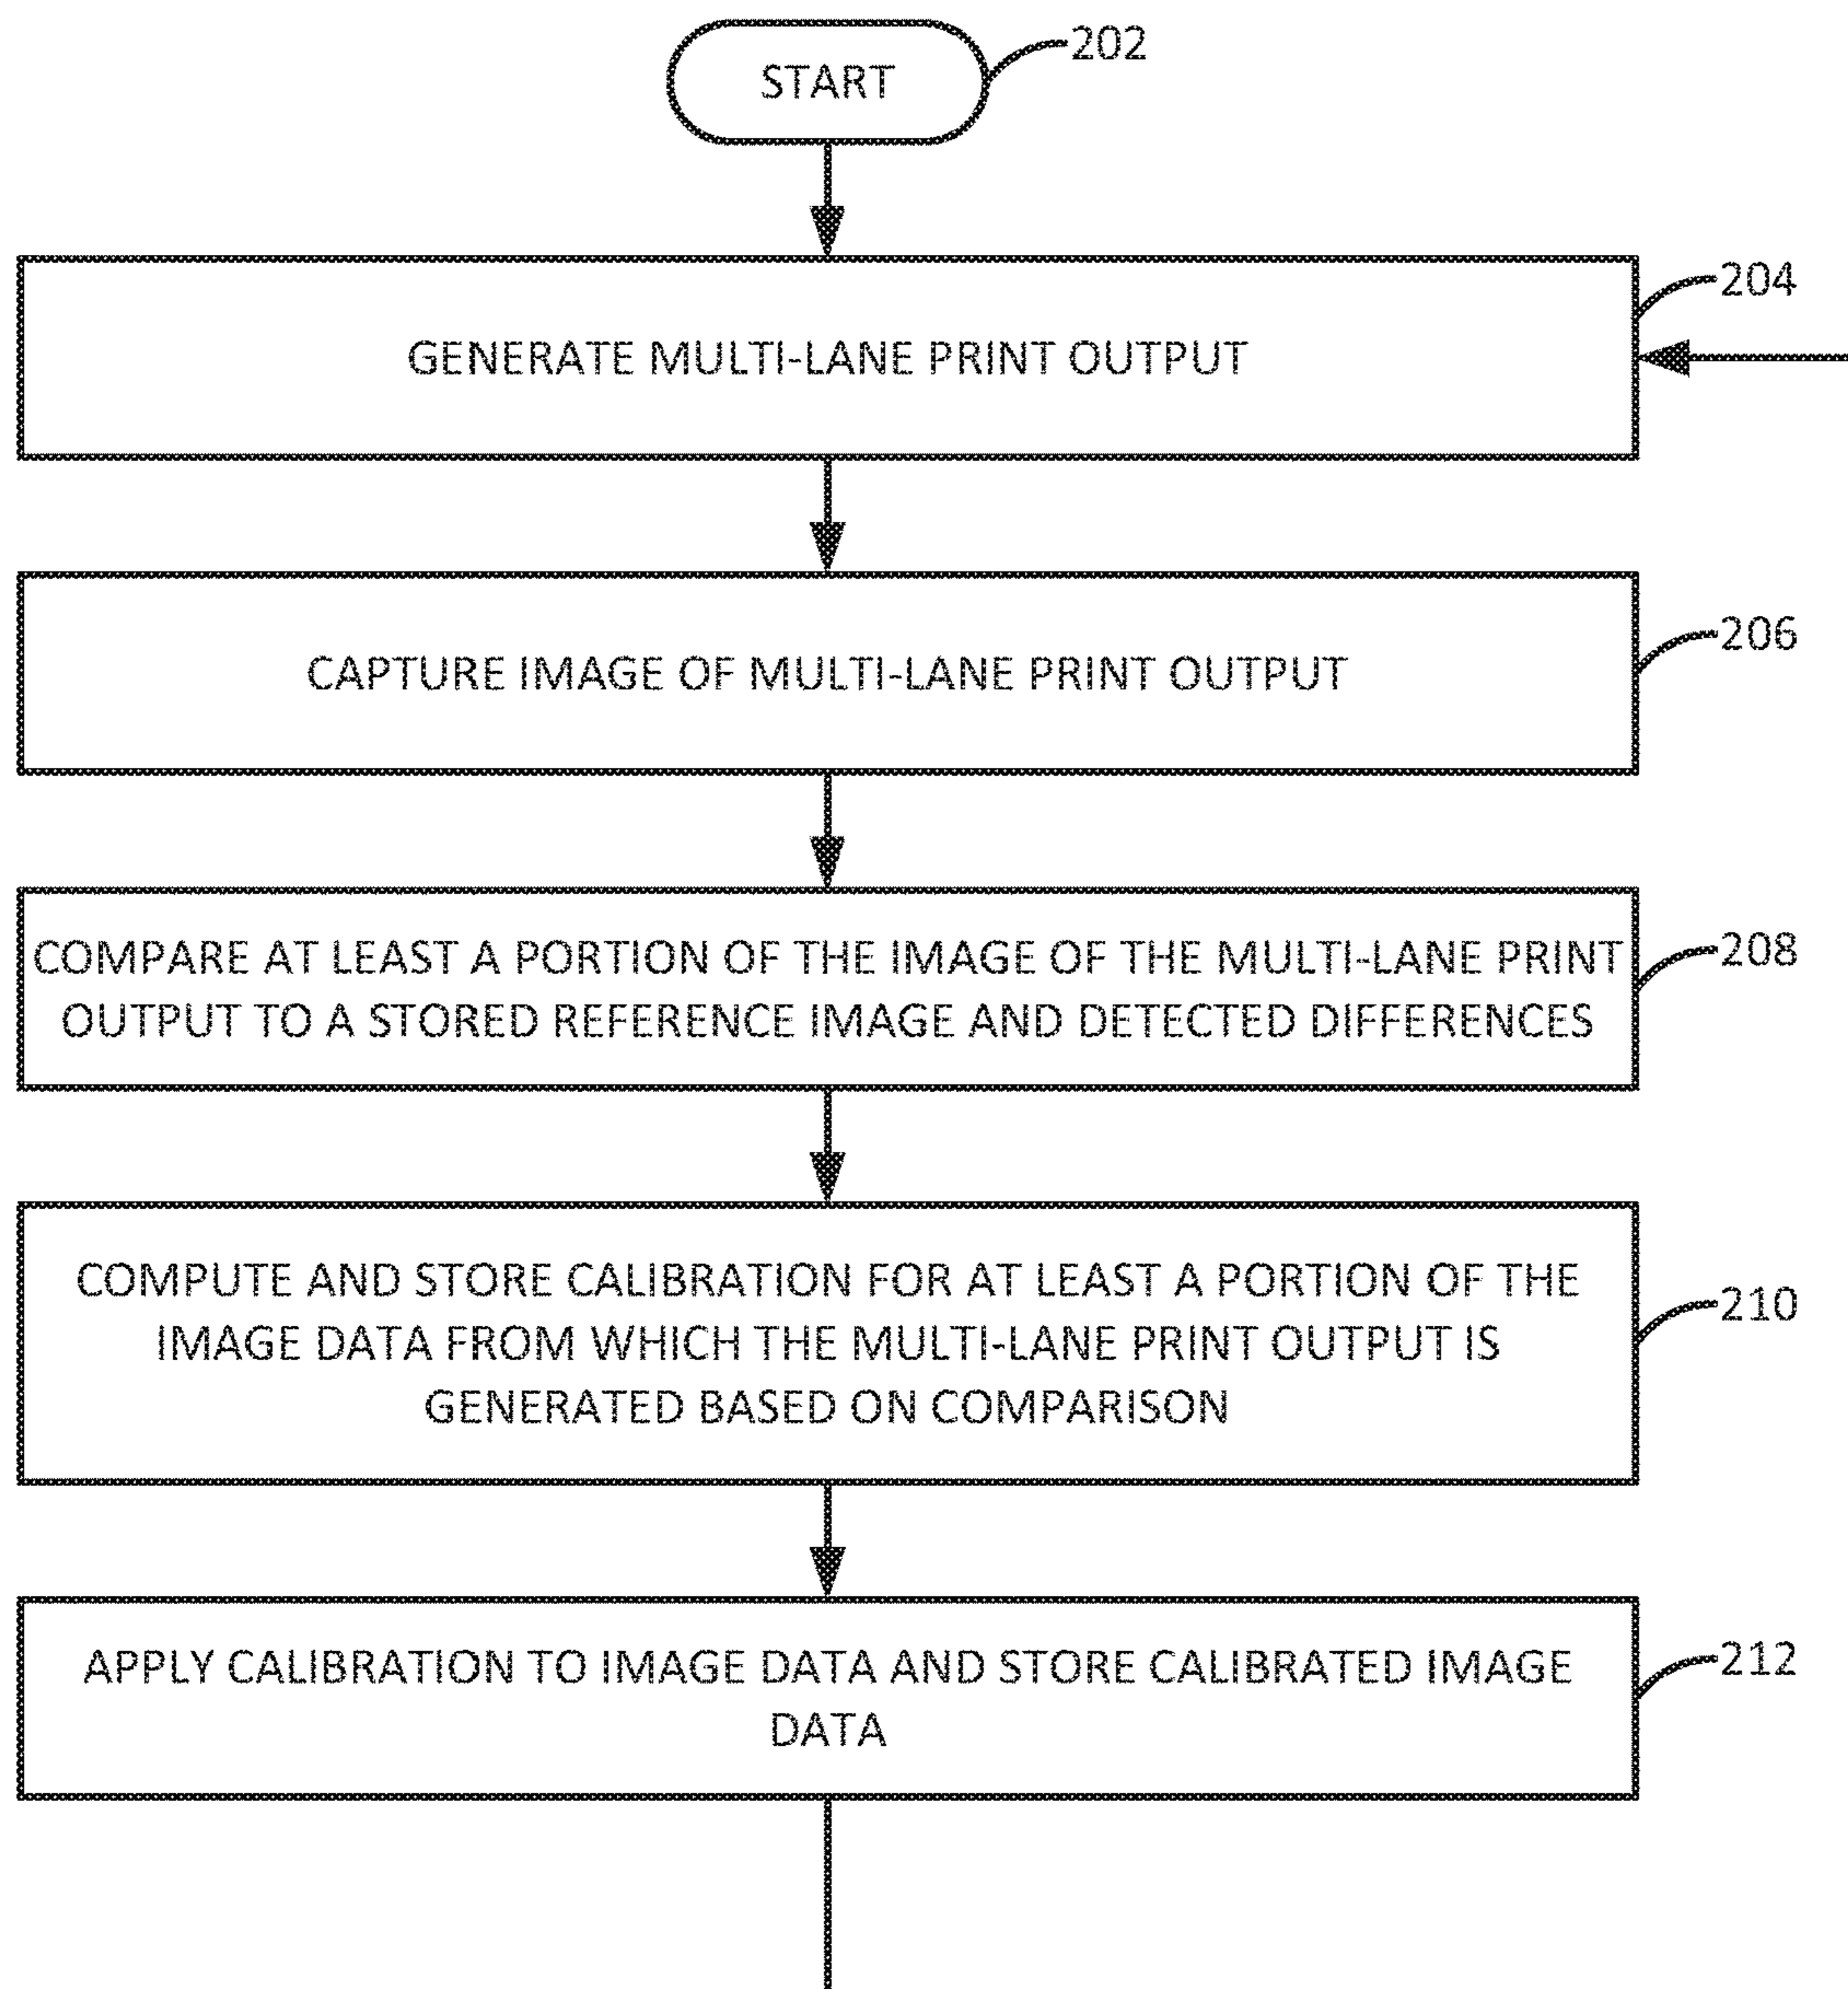 START
202
204
GENERATE MULTI-LANE PRINT OUTPUT
206
CAPTURE IMAGE OF MULTI-LANE PRINT OUTPUT
208
COMPARE AT LEAST A PORTION OF THE IMAGE OF THE MULTI-LANE PRINT
OUTPUT TO A STORED REFERENCE IMAGE AND DETECTED DIFFERENCES
210
COMPUTE AND STORE CALIBRATION FOR AT LEAST A PORTION OF THE
IMAGE DATA FROM WHICH THE MULTI-LANE PRINT OUTPUT IS
GENERATED BASED ON COMPARISON
212
APPLY CALIBRATION TO IMAGE DATA AND STORE CALIBRATED IMAGE
DATA